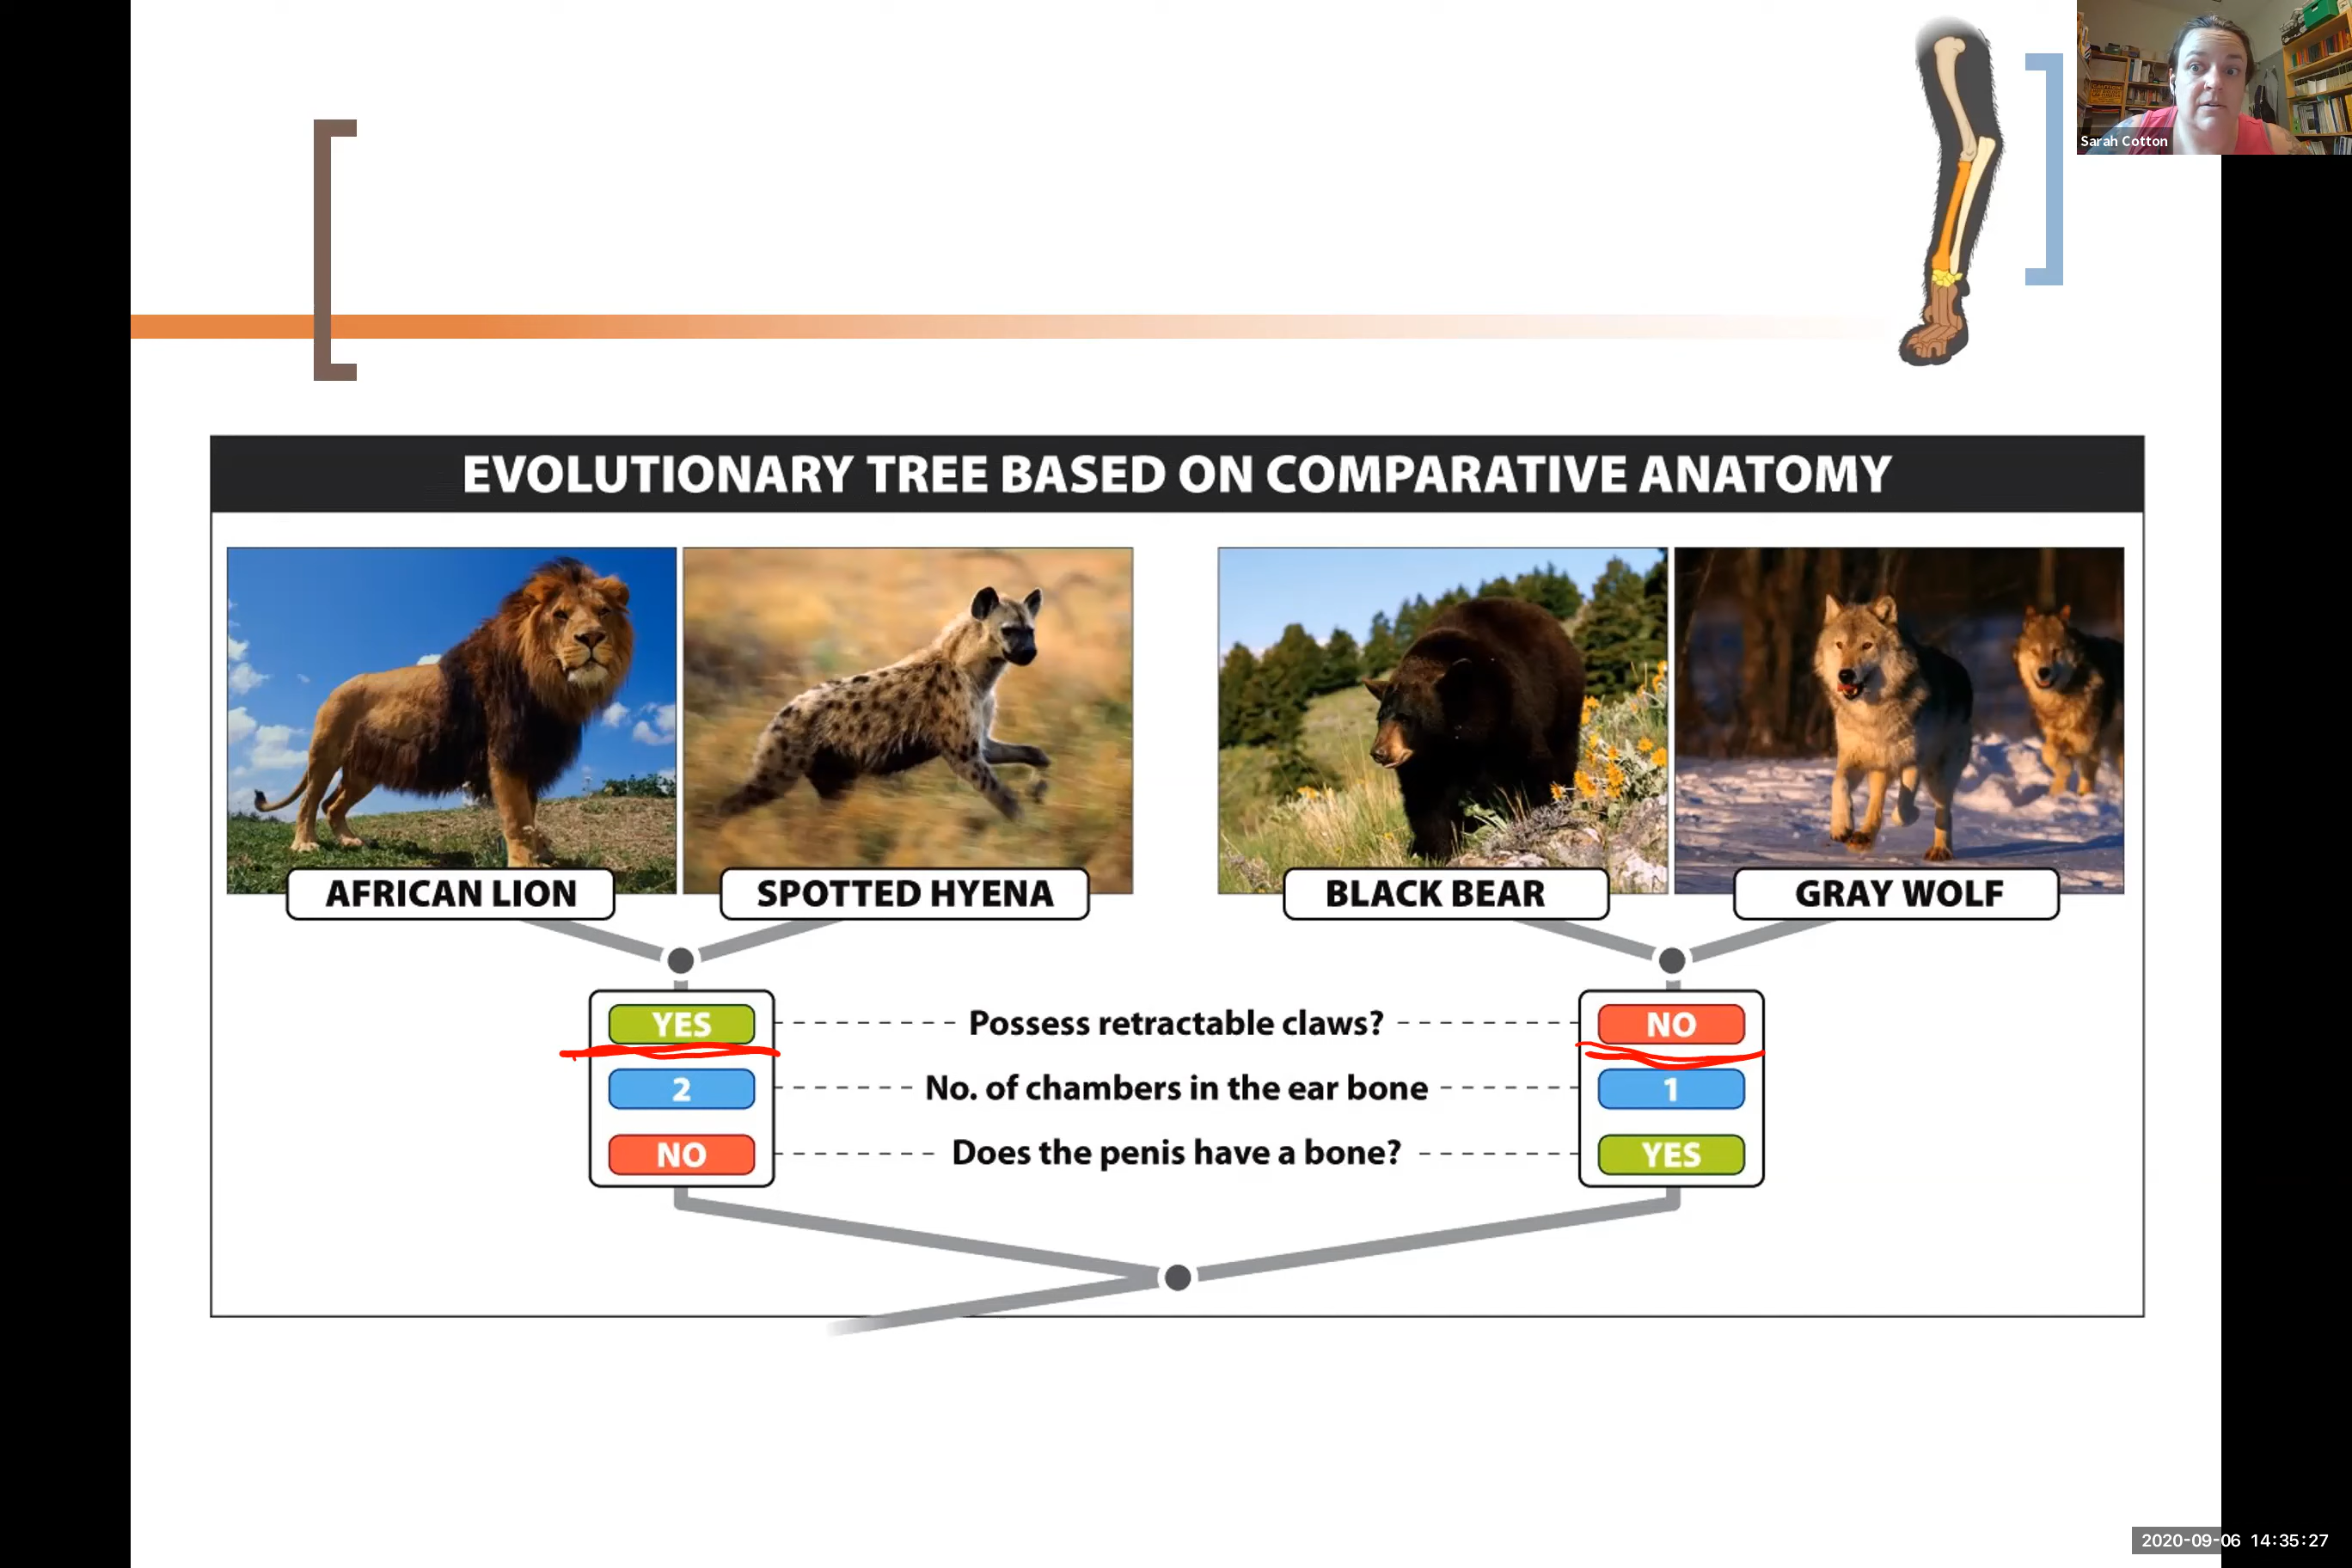 Sarah Cotton
EVOLUTIONARY TREE BASED ON COMPARATIVE ANATOMY
AFRICAN LION
SPOTTED HYENA
BLACK BEAR
GRAY WOLF
YES Possess retractable claws? NO
2 No. of chambers in the ear bone 1
NO Does the penis have a bone? YES
2020-09-06 14:35:27